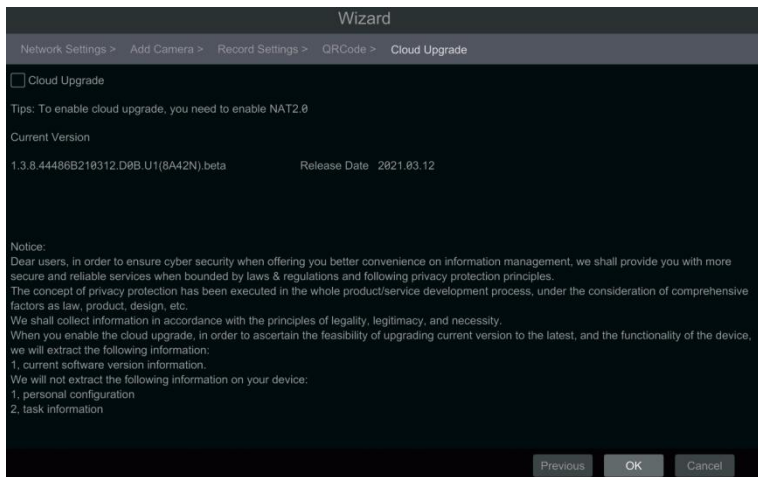 Wizard
Network Settings > Add Camera > Record Settings > QRCode > Cloud Upgrade
Cloud Upgrade
Tips: To enable cloud upgrade, you need to enable NAT2.0
Current Version
1.3.8.44486B210312.D0B.U1(8A42N).beta Release Date 2021.03.12
Notice:
Dear users, in order to ensure cyber security when offering you better convenience on information management, we shall provide you with more
secure and reliable services when bounded by laws & regulations and following privacy protection principles.
The concept of privacy protection has been executed in the whole product/service development process, under the consideration of comprehensive
factors as law, product, design, etc.
We shall collect information in accordance with the principles of legality, legitimacy, and necessity.
When you enable the cloud upgrade, in order to ascertain the feasibility of upgrading current version to the latest, and the functionality of the device,
we will extract the following information:
1, current software version information.
We will not extract the following information on your device:
1, personal configuration
2, task information
Previous OK Cancel